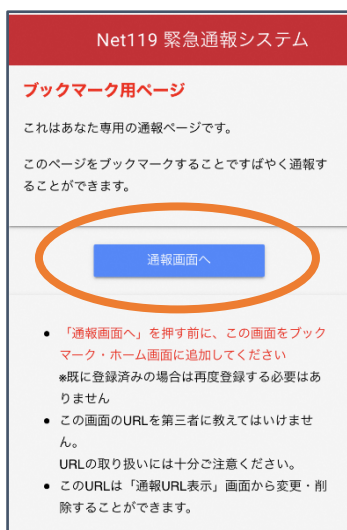 Net119 緊急通報システム
ブックマーク用ページ
これはあなた専用の通報ページです。
このページをブックマークすることですばやく通報す
ることができます。
通報画面へ
• 「通報画面へ」を押す前に、この画面をブック
マーク・ホーム画面に追加してください
※既に登録済みの場合は再度登録する必要はあ
りません
• この画面のURLを第三者に教えてはいけませ
ん。
URLの取り扱いには十分ご注意ください。
• このURLは「通報URL表示」画面から変更・削
除することができます。